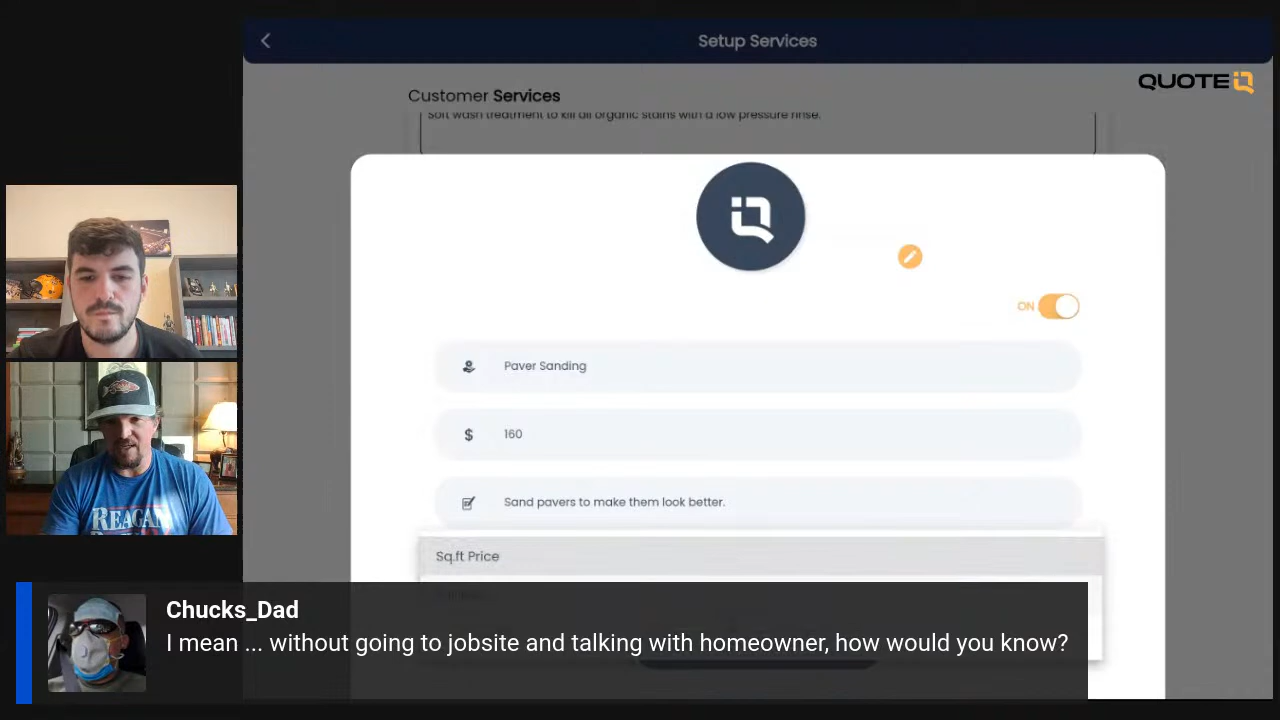 Setup Services
QUOTE iQ
Customer Services
Soft wash treatment to kill all organic stains with a low pressure rinse.
ON
Paver Sanding
$ 160
Sand pavers to make them look better.
Sq.ft Price
REAGAN
Chucks_Dad
I mean ... without going to jobsite and talking with homeowner, how would you know?